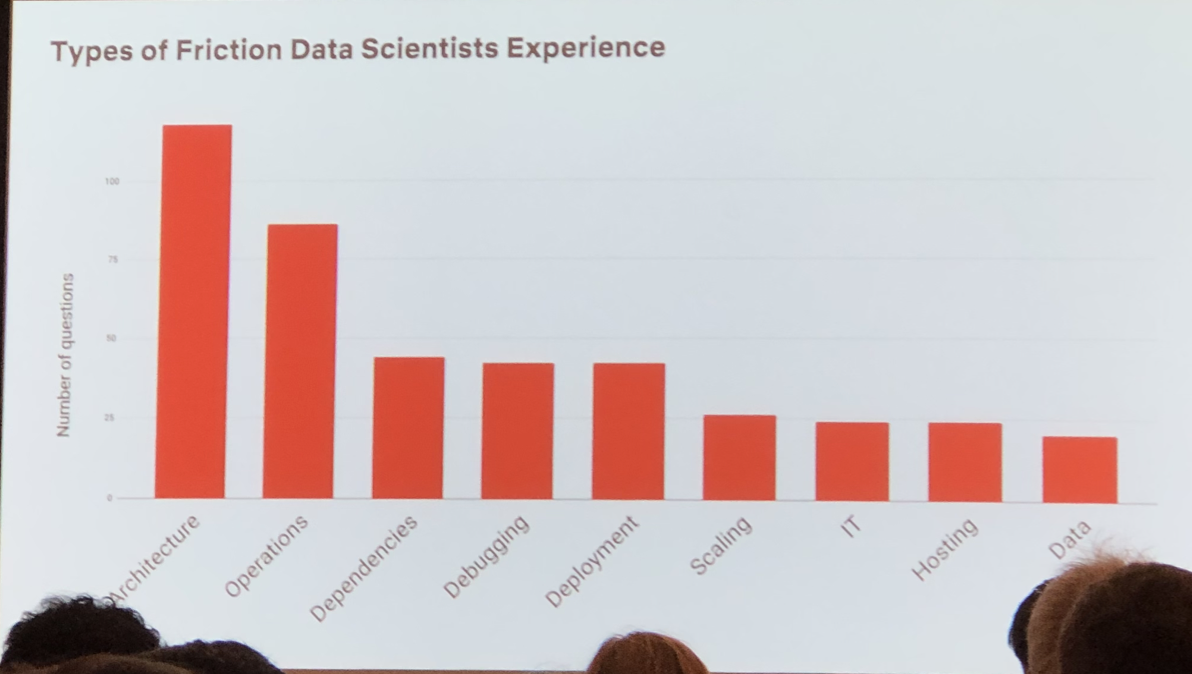 Types of Friction Data Scientists Experience
Number of questions
100
75
50
25
0
Architecture
Operations
Dependencies
Debugging
Deployment
Scaling
IT
Hosting
Data